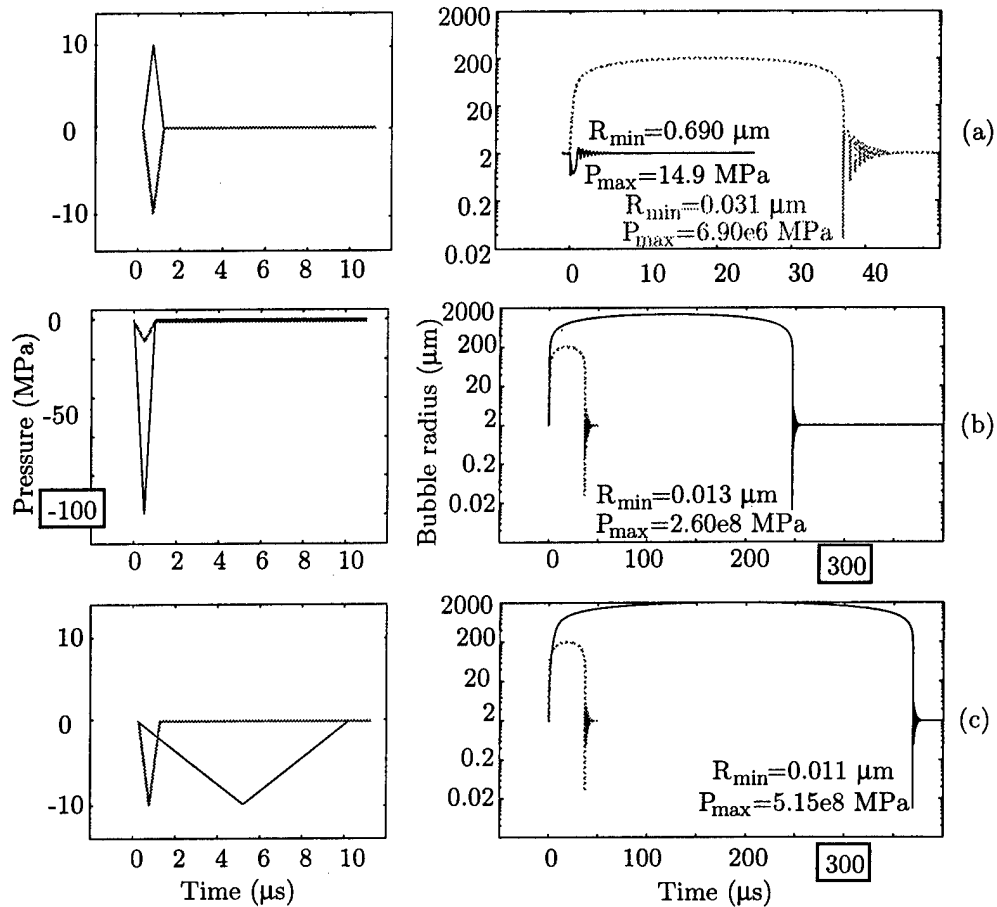 10
0
-10
0 2 4 6 8 10
2000
200
20
2
0.2
0.02
R_min=0.690 μm
P_max=14.9 MPa
R_min=0.031 μm
P_max=6.90e6 MPa
0 10 20 30 40
(a)
Pressure (MPa)
0
-50
-100
0 2 4 6 8 10
Bubble radius (μm)
2000
200
20
2
0.2
0.02
R_min=0.013 μm
P_max=2.60e8 MPa
0 100 200 300
(b)
10
0
-10
0 2 4 6 8 10
Time (μs)
2000
200
20
2
0.2
0.02
R_min=0.011 μm
P_max=5.15e8 MPa
0 100 200 300
Time (μs)
(c)